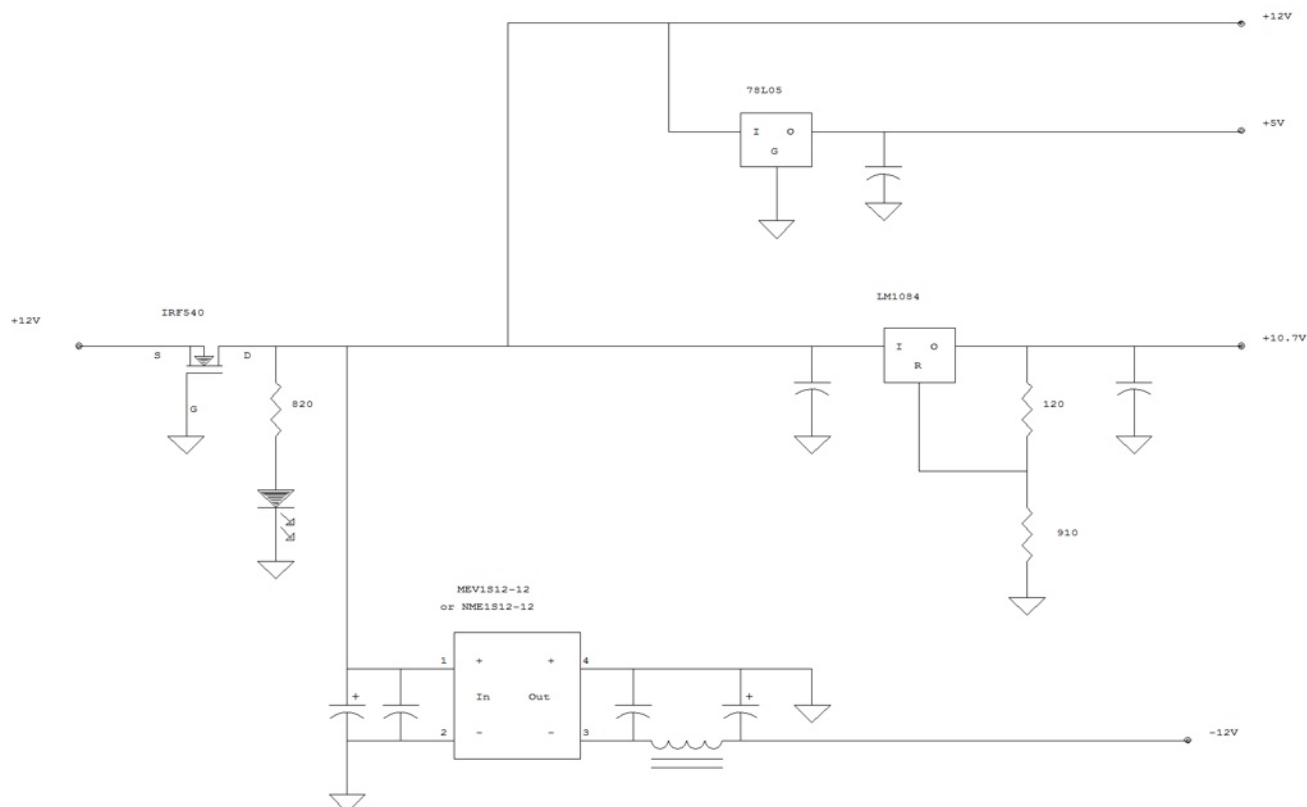 +12V
78L05
+5V
I O
G
LM1084
IRF540
+12V
I O
+10.7V
S D
R
G
820
120
910
MEV1S12-12
or NME1S12-12
1 + + 4
+ In Out +
2 - - 3
-12V